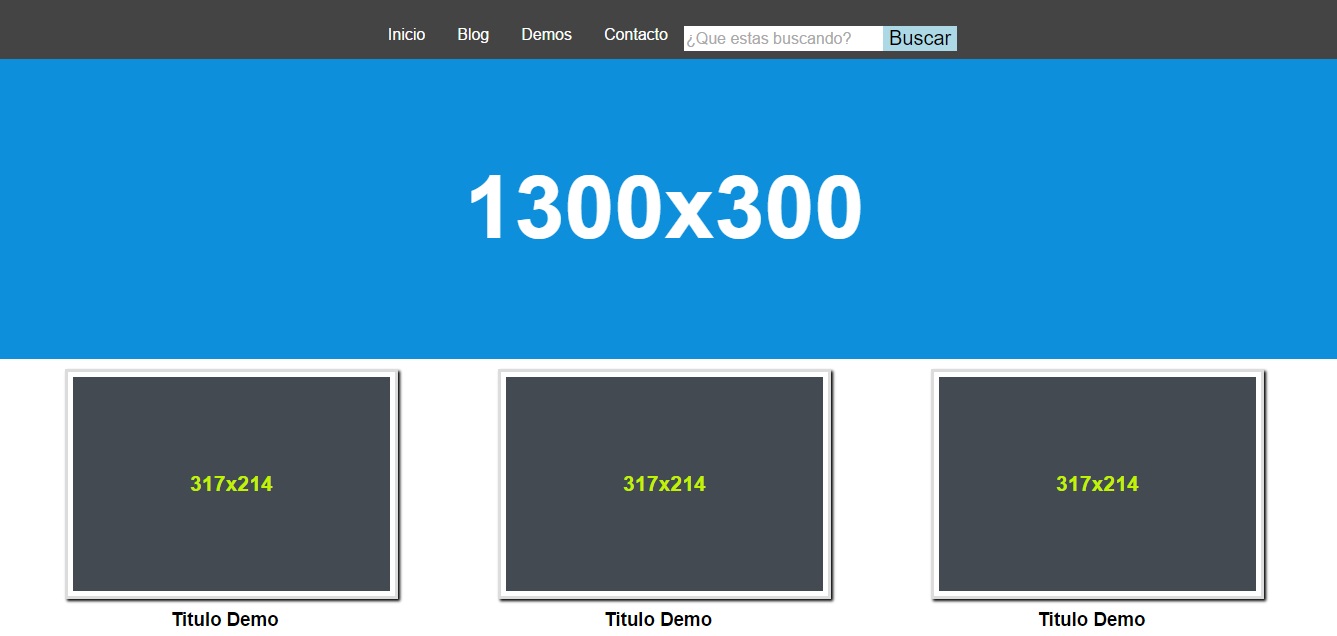 Inicio Blog Demos Contacto ¿Que estas buscando? Buscar
1300x300
317x214 317x214 317x214
Titulo Demo Titulo Demo Titulo Demo